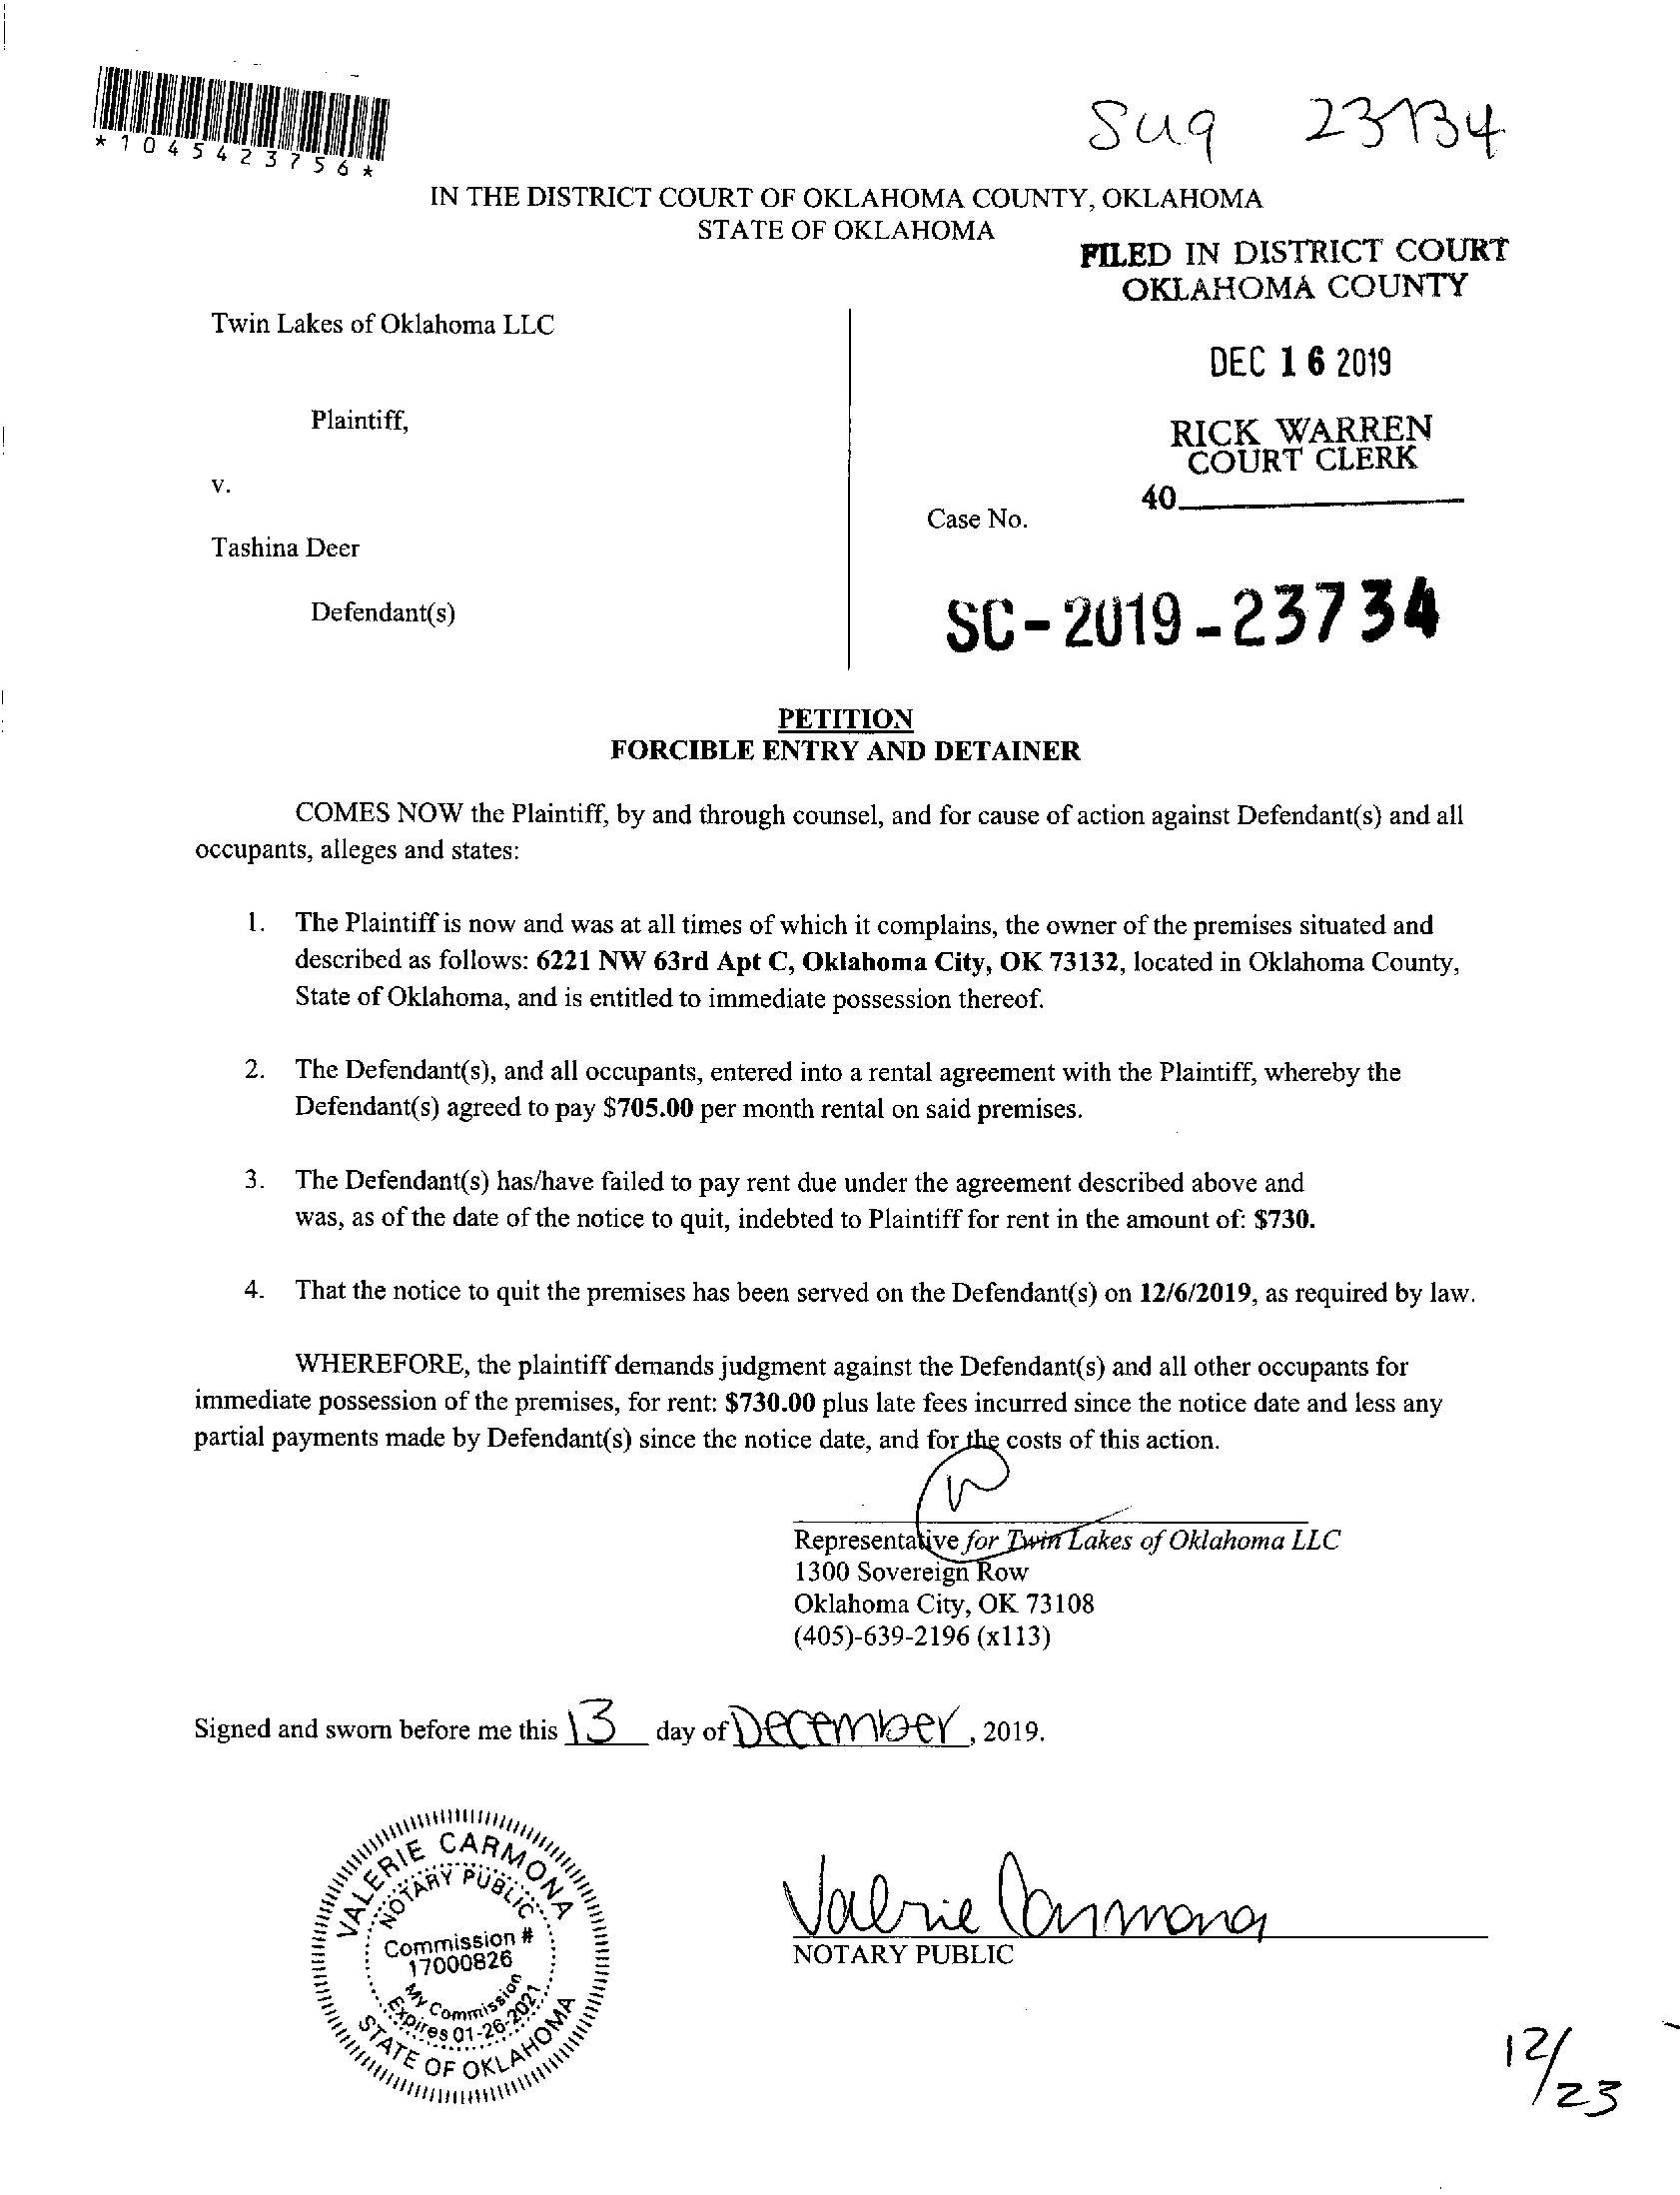 *1045423756*
Sug 23734
IN THE DISTRICT COURT OF OKLAHOMA COUNTY, OKLAHOMA
STATE OF OKLAHOMA
FILED IN DISTRICT COURT
OKLAHOMA COUNTY
Twin Lakes of Oklahoma LLC
DEC 16 2019
Plaintiff,
RICK WARREN
COURT CLERK
v.
40
Case No.
Tashina Deer
Defendant(s)
SC-2019-23734
PETITION
FORCIBLE ENTRY AND DETAINER
COMES NOW the Plaintiff, by and through counsel, and for cause of action against Defendant(s) and all
occupants, alleges and states:
1. The Plaintiff is now and was at all times of which it complains, the owner of the premises situated and
described as follows: 6221 NW 63rd Apt C, Oklahoma City, OK 73132, located in Oklahoma County,
State of Oklahoma, and is entitled to immediate possession thereof.
2. The Defendant(s), and all occupants, entered into a rental agreement with the Plaintiff, whereby the
Defendant(s) agreed to pay $705.00 per month rental on said premises.
3. The Defendant(s) has/have failed to pay rent due under the agreement described above and
was, as of the date of the notice to quit, indebted to Plaintiff for rent in the amount of: $730.
4. That the notice to quit the premises has been served on the Defendant(s) on 12/6/2019, as required by law.
WHEREFORE, the plaintiff demands judgment against the Defendant(s) and all other occupants for
immediate possession of the premises, for rent: $730.00 plus late fees incurred since the notice date and less any
partial payments made by Defendant(s) since the notice date, and for the costs of this action.
Representative for Twin Lakes of Oklahoma LLC
1300 Sovereign Row
Oklahoma City, OK 73108
(405)-639-2196 (x113)
Signed and sworn before me this 13 day of December, 2019.
VALERIE CARMONA
NOTARY PUBLIC
Commission #
17000826
My Commission
Expires 01-26-2021
STATE OF OKLAHOMA
Valerie Carmona
NOTARY PUBLIC
12/23